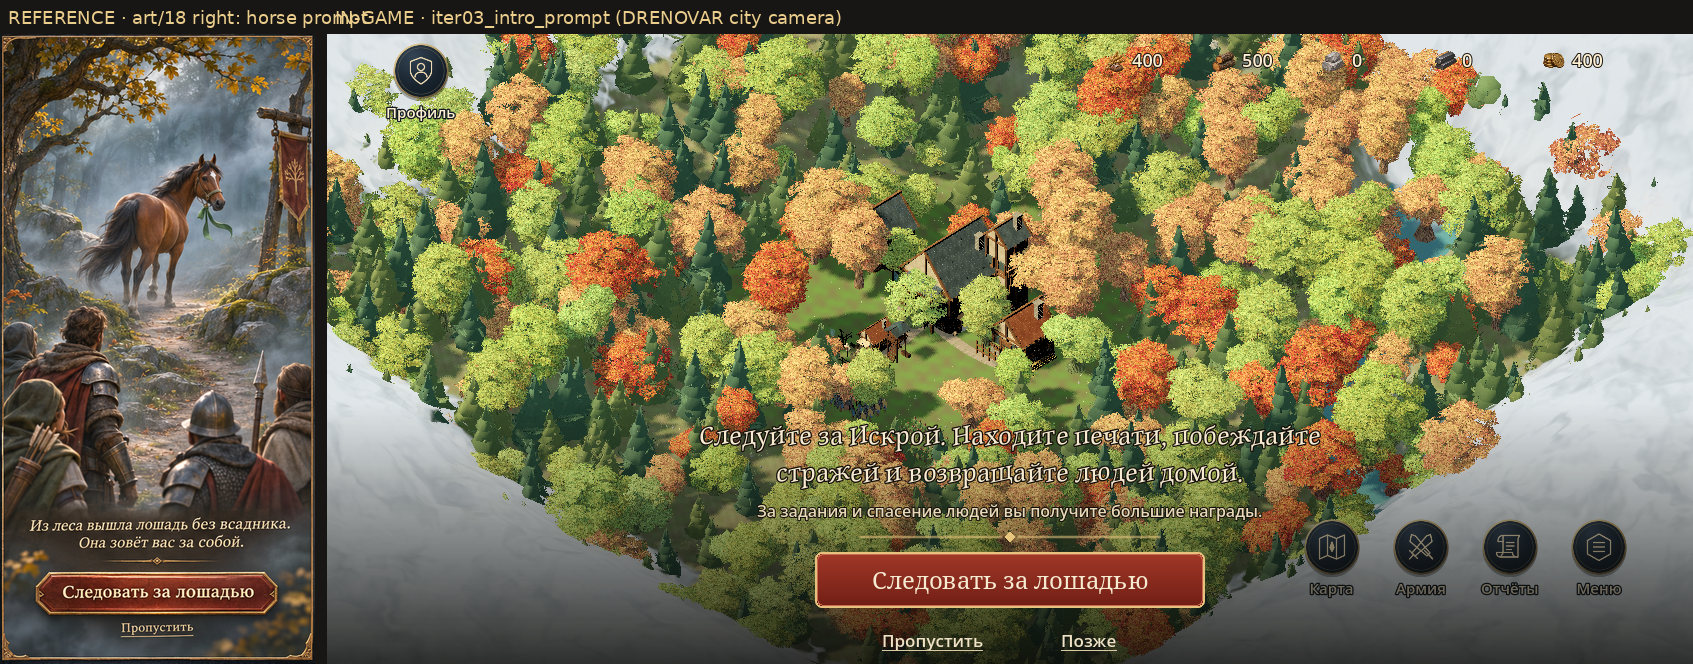 REFERENCE · art/18 right: horse prompt
IN-GAME · iter03_intro_prompt (DRENOVAR city camera)
Из леса вышла лошадь без всадника.
Она зовёт вас за собой.
Следовать за лошадью
Пропустить
Профиль
400
500
0
0
400
Следуйте за Искрой. Находите печати, побеждайте
стражей и возвращайте людей домой.
За задания и спасение людей вы получите большие награды.
Следовать за лошадью
Пропустить
Позже
Карта
Армия
Отчёты
Меню